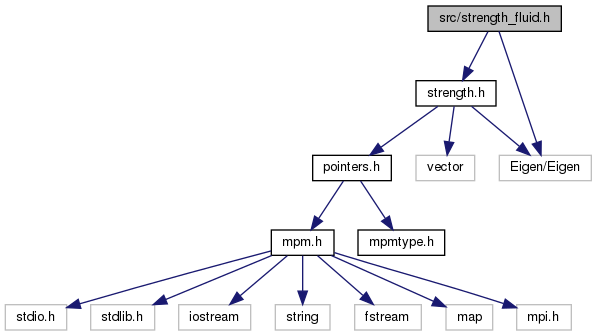 src/strength_fluid.h
strength.h
pointers.h
vector
Eigen/Eigen
mpm.h
mpmtype.h
stdio.h
stdlib.h
iostream
string
fstream
map
mpi.h